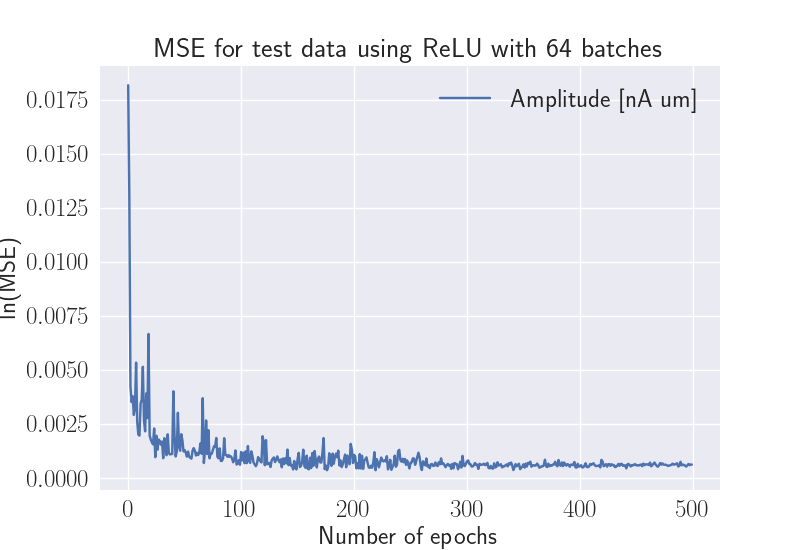 MSE for test data using ReLU with 64 batches
Amplitude [nA um]
0.0175
0.0150
0.0125
0.0100
0.0075
0.0050
0.0025
0.0000
ln(MSE)
0 100 200 300 400 500
Number of epochs